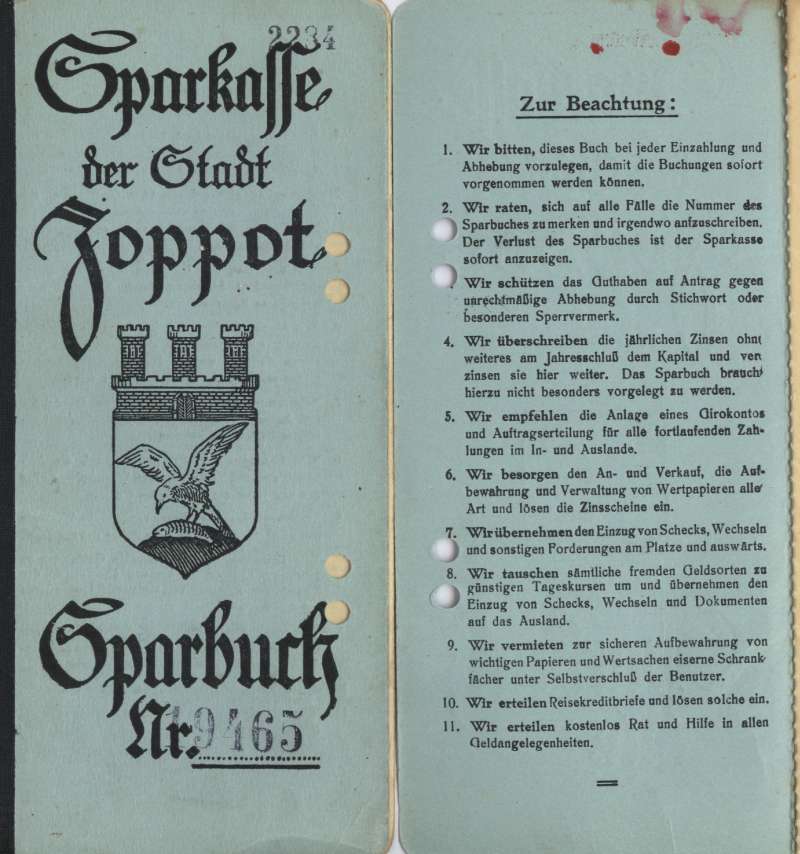 2234
Sparkasse
der Stadt
Zoppot
Sparbuch
Nr. 19465
Zur Beachtung:
1. Wir bitten, dieses Buch bei jeder Einzahlung und
Abhebung vorzulegen, damit die Buchungen sofort
vorgenommen werden können.
2. Wir raten, sich auf alle Fälle die Nummer des
Sparbuches zu merken und irgendwo aufzuschreiben.
Der Verlust des Sparbuches ist der Sparkasse
sofort anzuzeigen.
Wir schützen das Guthaben auf Antrag gegen
unrechtmäßige Abhebung durch Stichwort oder
besonderen Sperrvermerk.
4. Wir überschreiben die jährlichen Zinsen ohne
weiteres am Jahresschluß dem Kapital und ver
zinsen sie hier weiter. Das Sparbuch braucht
hierzu nicht besonders vorgelegt zu werden.
5. Wir empfehlen die Anlage eines Girokontos
und Auftragserteilung für alle fortlaufenden Zah-
lungen im In- und Auslande.
6. Wir besorgen den An- und Verkauf, die Auf-
bewahrung und Verwaltung von Wertpapieren aller
Art und lösen die Zinsscheine ein.
7. Wir übernehmen den Einzug von Schecks, Wechseln
und sonstigen Forderungen am Platze und auswärts.
8. Wir tauschen sämtliche fremden Geldsorten zu
günstigen Tageskursen um und übernehmen den
Einzug von Schecks, Wechseln und Dokumenten
auf das Ausland.
9. Wir vermieten zur sicheren Aufbewahrung von
wichtigen Papieren und Wertsachen eiserne Schrank-
fächer unter Selbstverschluß der Benutzer.
10. Wir erteilen Reisekreditbriefe und lösen solche ein.
11. Wir erteilen kostenlos Rat und Hilfe in allen
Geldangelegenheiten.